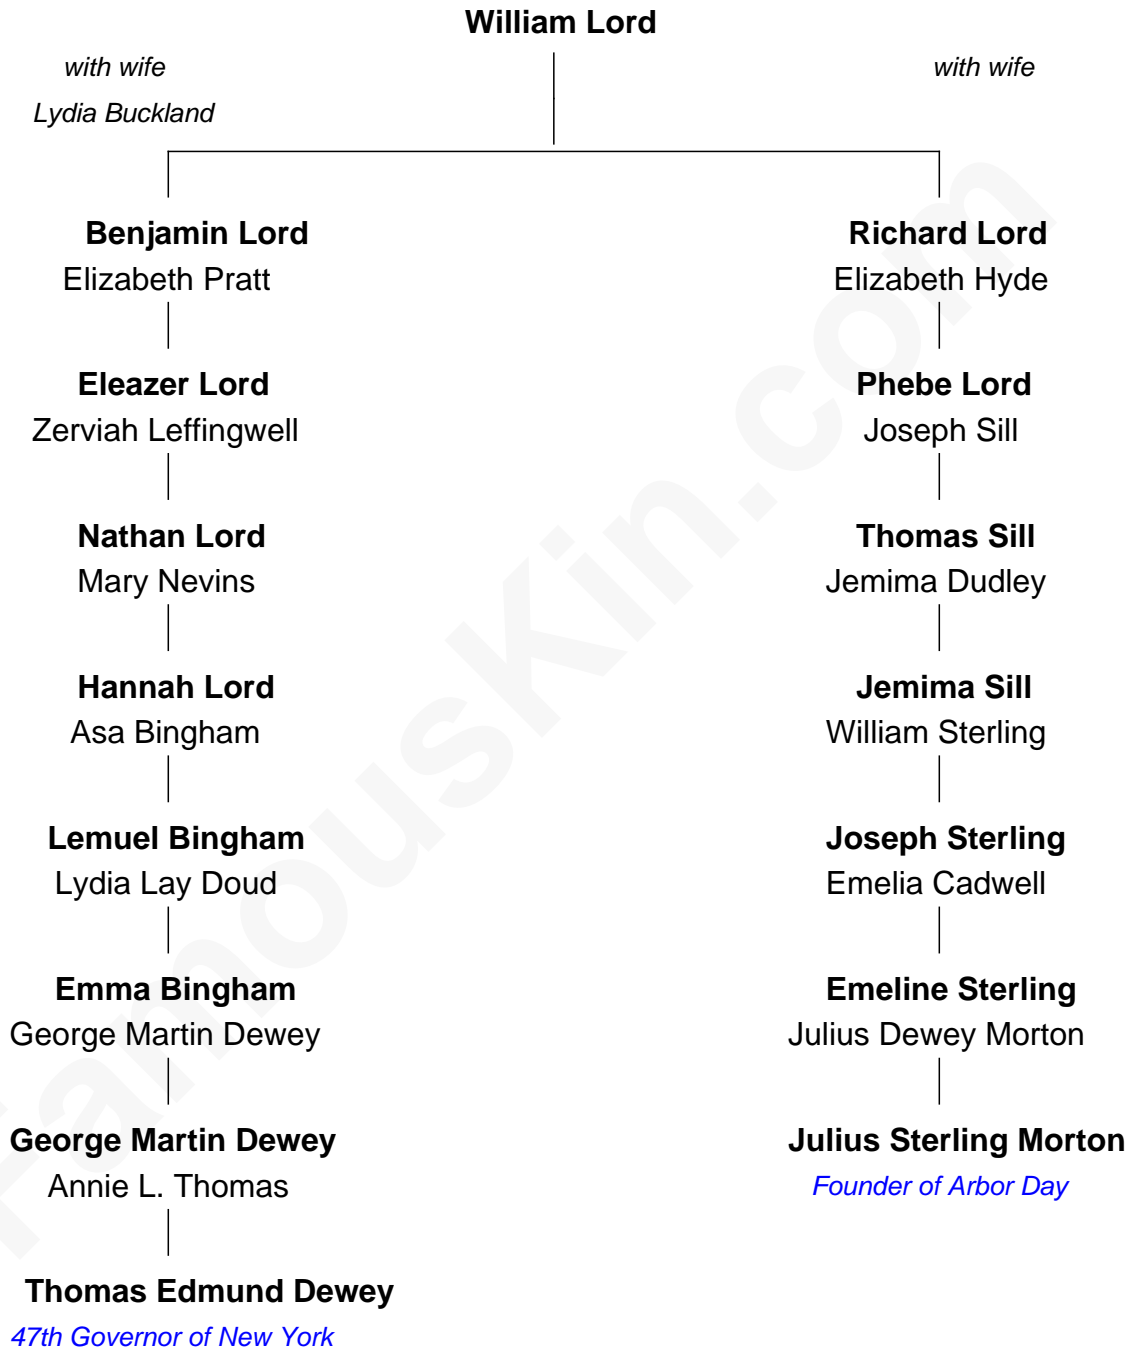 William Lord
with wife
with wife
Lydia Buckland
Benjamin Lord
Richard Lord
Elizabeth Pratt
Elizabeth Hyde
Eleazer Lord
Phebe Lord
Zerviah Leffingwell
Joseph Sill
Nathan Lord
Thomas Sill
Mary Nevins
Jemima Dudley
Hannah Lord
Jemima Sill
Asa Bingham
William Sterling
Lemuel Bingham
Joseph Sterling
Lydia Lay Doud
Emelia Cadwell
Emma Bingham
Emeline Sterling
George Martin Dewey
Julius Dewey Morton
George Martin Dewey
Julius Sterling Morton
Annie L. Thomas
Founder of Arbor Day
Thomas Edmund Dewey
47th Governor of New York
FamousKin.com